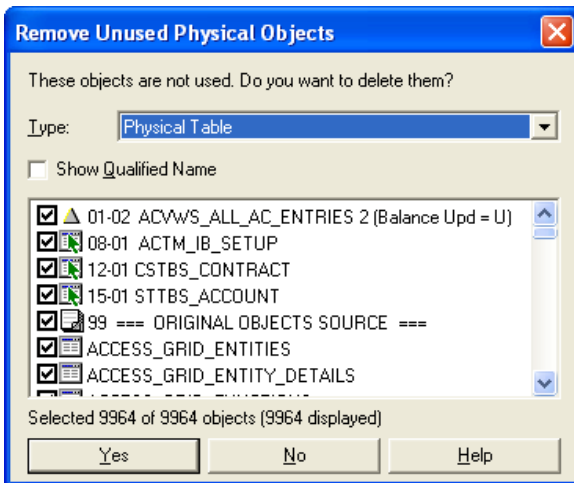 Remove Unused Physical Objects
These objects are not used. Do you want to delete them?
Type: Physical Table
Show Qualified Name
01-02 ACVWS_ALL_AC_ENTRIES 2 (Balance Upd = U)
08-01 ACTM_IB_SETUP
12-01 CSTBS_CONTRACT
15-01 STTBS_ACCOUNT
99 === ORIGINAL OBJECTS SOURCE ===
ACCESS_GRID_ENTITIES
ACCESS_GRID_ENTITY_DETAILS
Selected 9964 of 9964 objects (9964 displayed)
Yes No Help